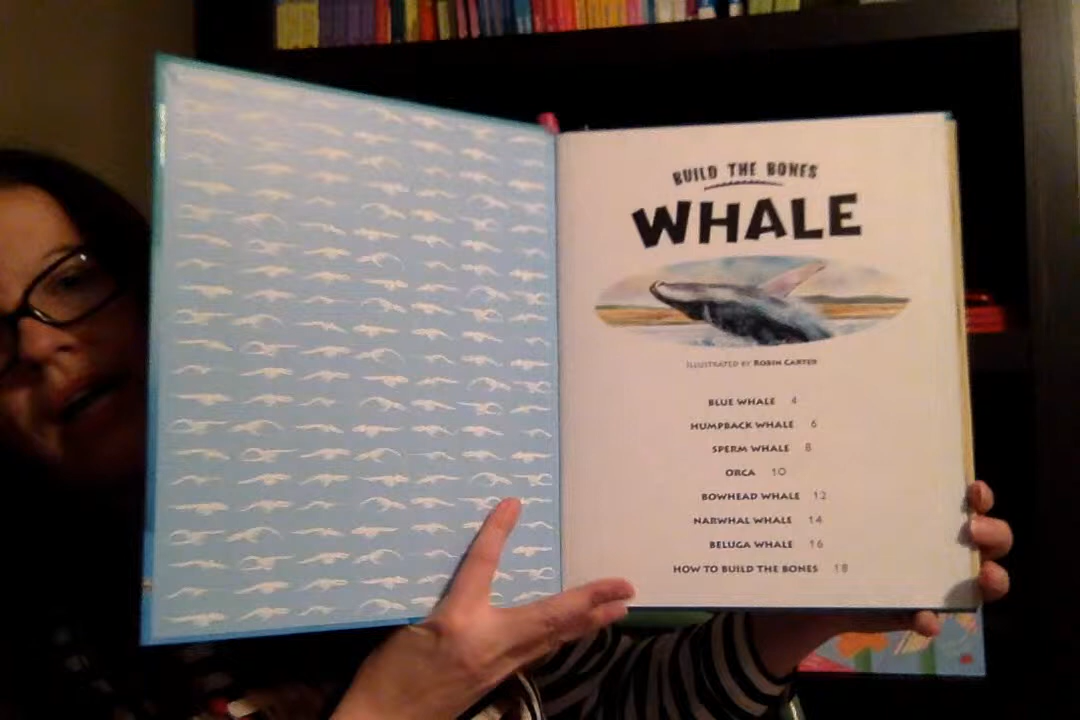 BUILD THE BONES
WHALE
ILLUSTRATED BY ROBIN CARTER
BLUE WHALE 4
HUMPBACK WHALE 6
SPERM WHALE 8
ORCA 10
BOWHEAD WHALE 12
NARWHAL WHALE 14
BELUGA WHALE 16
HOW TO BUILD THE BONES 18